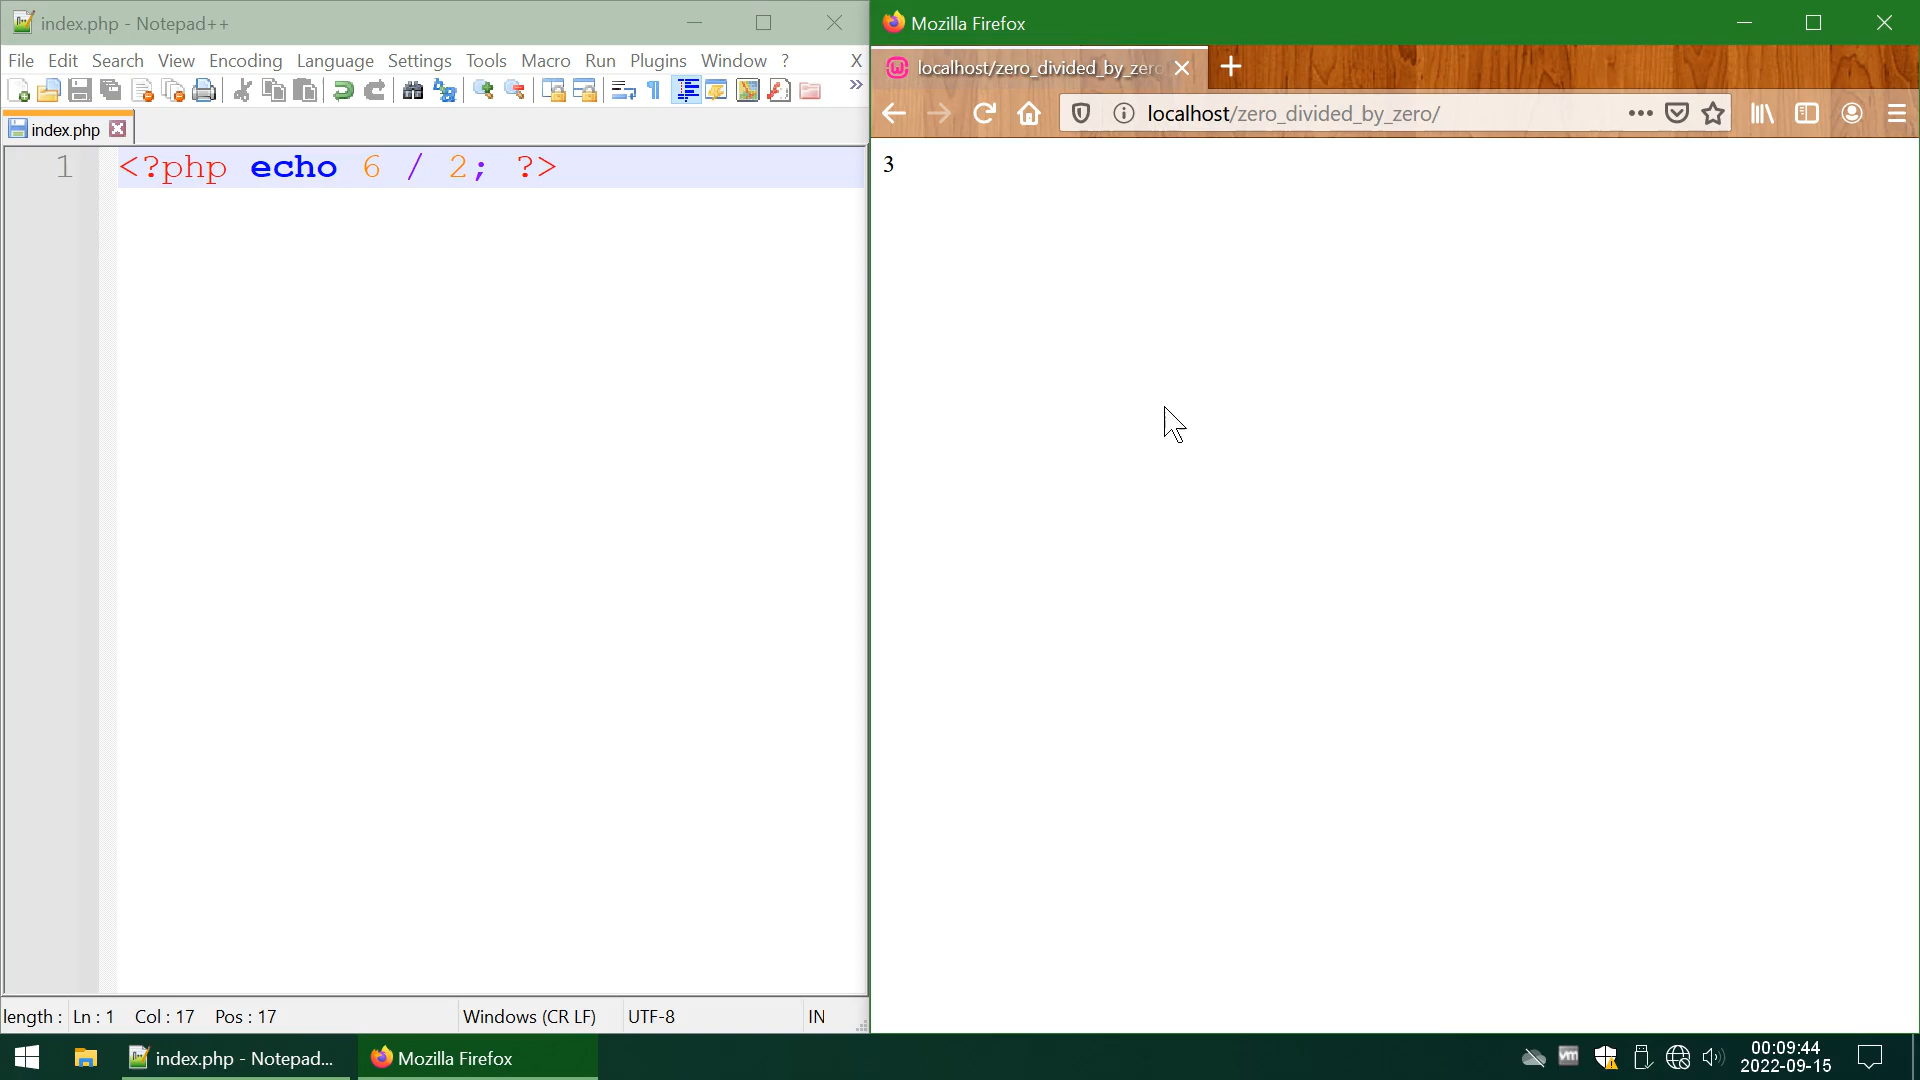 index.php - Notepad++
File Edit Search View Encoding Language Settings Tools Macro Run Plugins Window ? X
index.php
1 <?php echo 6 / 2; ?>
length : Ln : 1 Col : 17 Pos : 17 Windows (CR LF) UTF-8 IN
Mozilla Firefox
localhost/zero_divided_by_zero
localhost/zero_divided_by_zero/
3
index.php - Notepad...
Mozilla Firefox
vm
00:09:44
2022-09-15